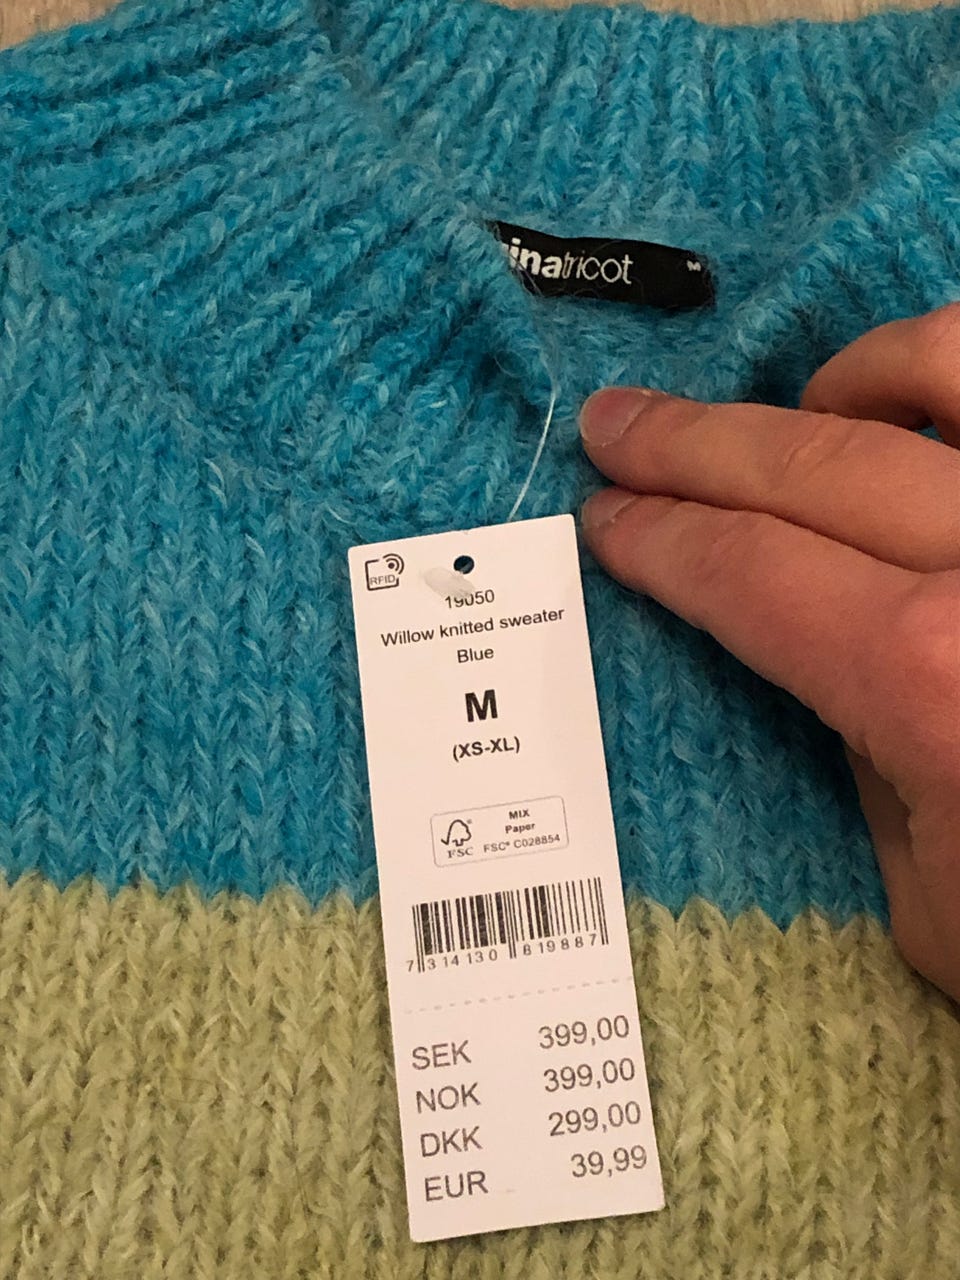 inatricot
M
RFID
19050
Willow knitted sweater
Blue
M
(XS-XL)
MIX
Paper
FSC® C028854
FSC
7 314130 819887
SEK 399,00
NOK 399,00
DKK 299,00
EUR 39,99